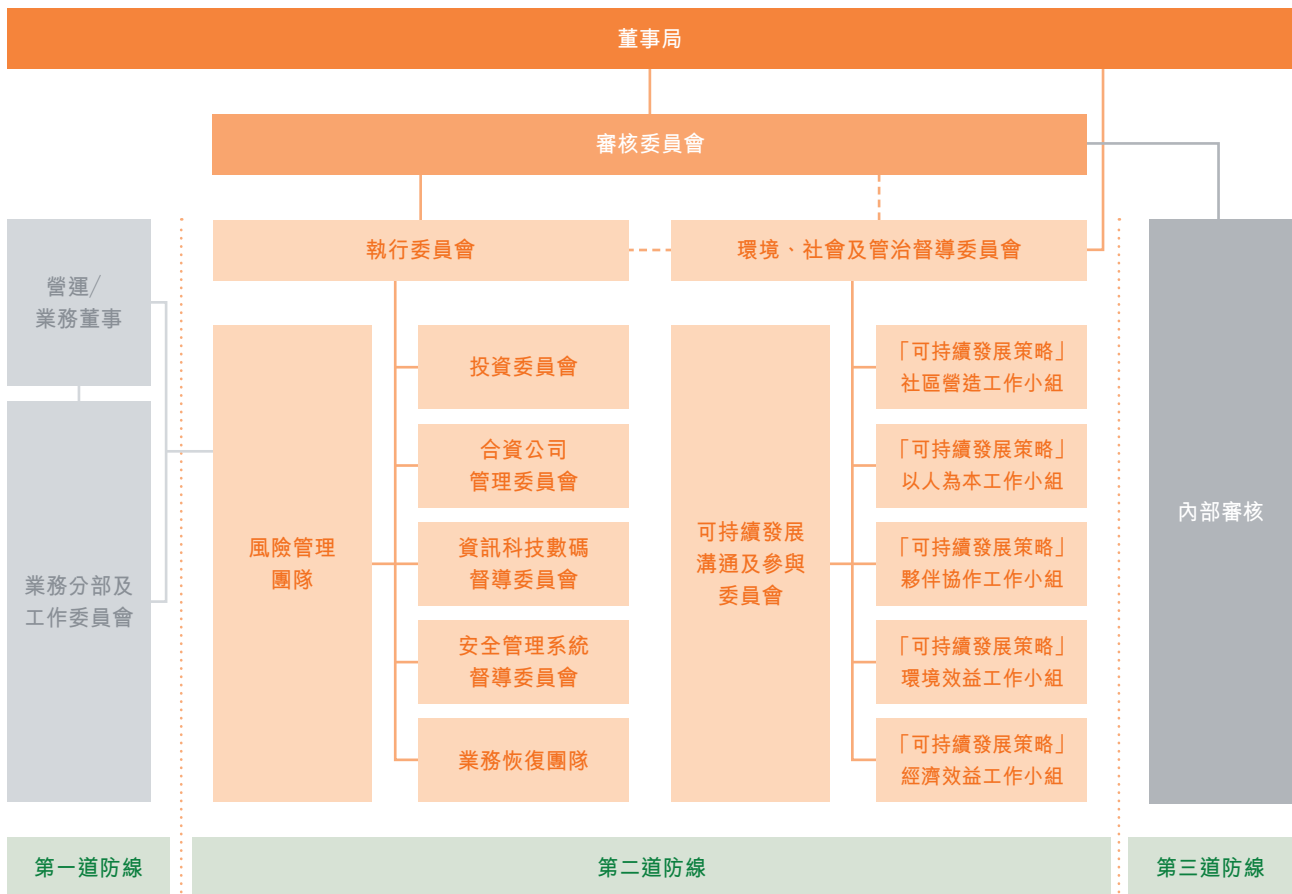 董事局
審核委員會
執行委員會
環境、社會及管治督導委員會
營運/
業務董事
業務分部及
工作委員會
風險管理
團隊
投資委員會
合資公司
管理委員會
資訊科技數碼
督導委員會
安全管理系統
督導委員會
業務恢復團隊
可持續發展
溝通及參與
委員會
「可持續發展策略」
社區營造工作小組
「可持續發展策略」
以人為本工作小組
「可持續發展策略」
夥伴協作工作小組
「可持續發展策略」
環境效益工作小組
「可持續發展策略」
經濟效益工作小組
內部審核
第一道防線
第二道防線
第三道防線